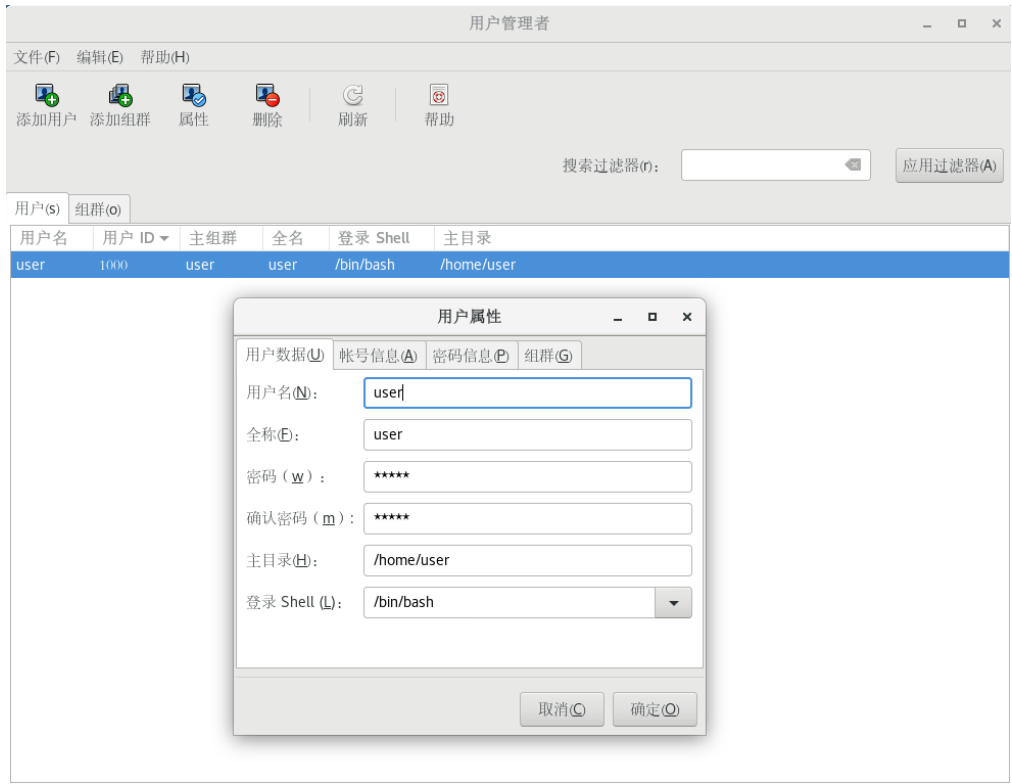 用户管理者
文件(F) 编辑(E) 帮助(H)
添加用户 添加组群 属性 删除 刷新 帮助
搜索过滤器(r)： 应用过滤器(A)
用户(s) 组群(o)
用户名 用户 ID 主组群 全名 登录 Shell 主目录
user 1000 user user /bin/bash /home/user
用户属性
用户数据(U) 帐号信息(A) 密码信息(P) 组群(G)
用户名(N)： user
全称(F)： user
密码（w）： *****
确认密码（m）： *****
主目录(H)： /home/user
登录 Shell (L)： /bin/bash
取消(C) 确定(O)